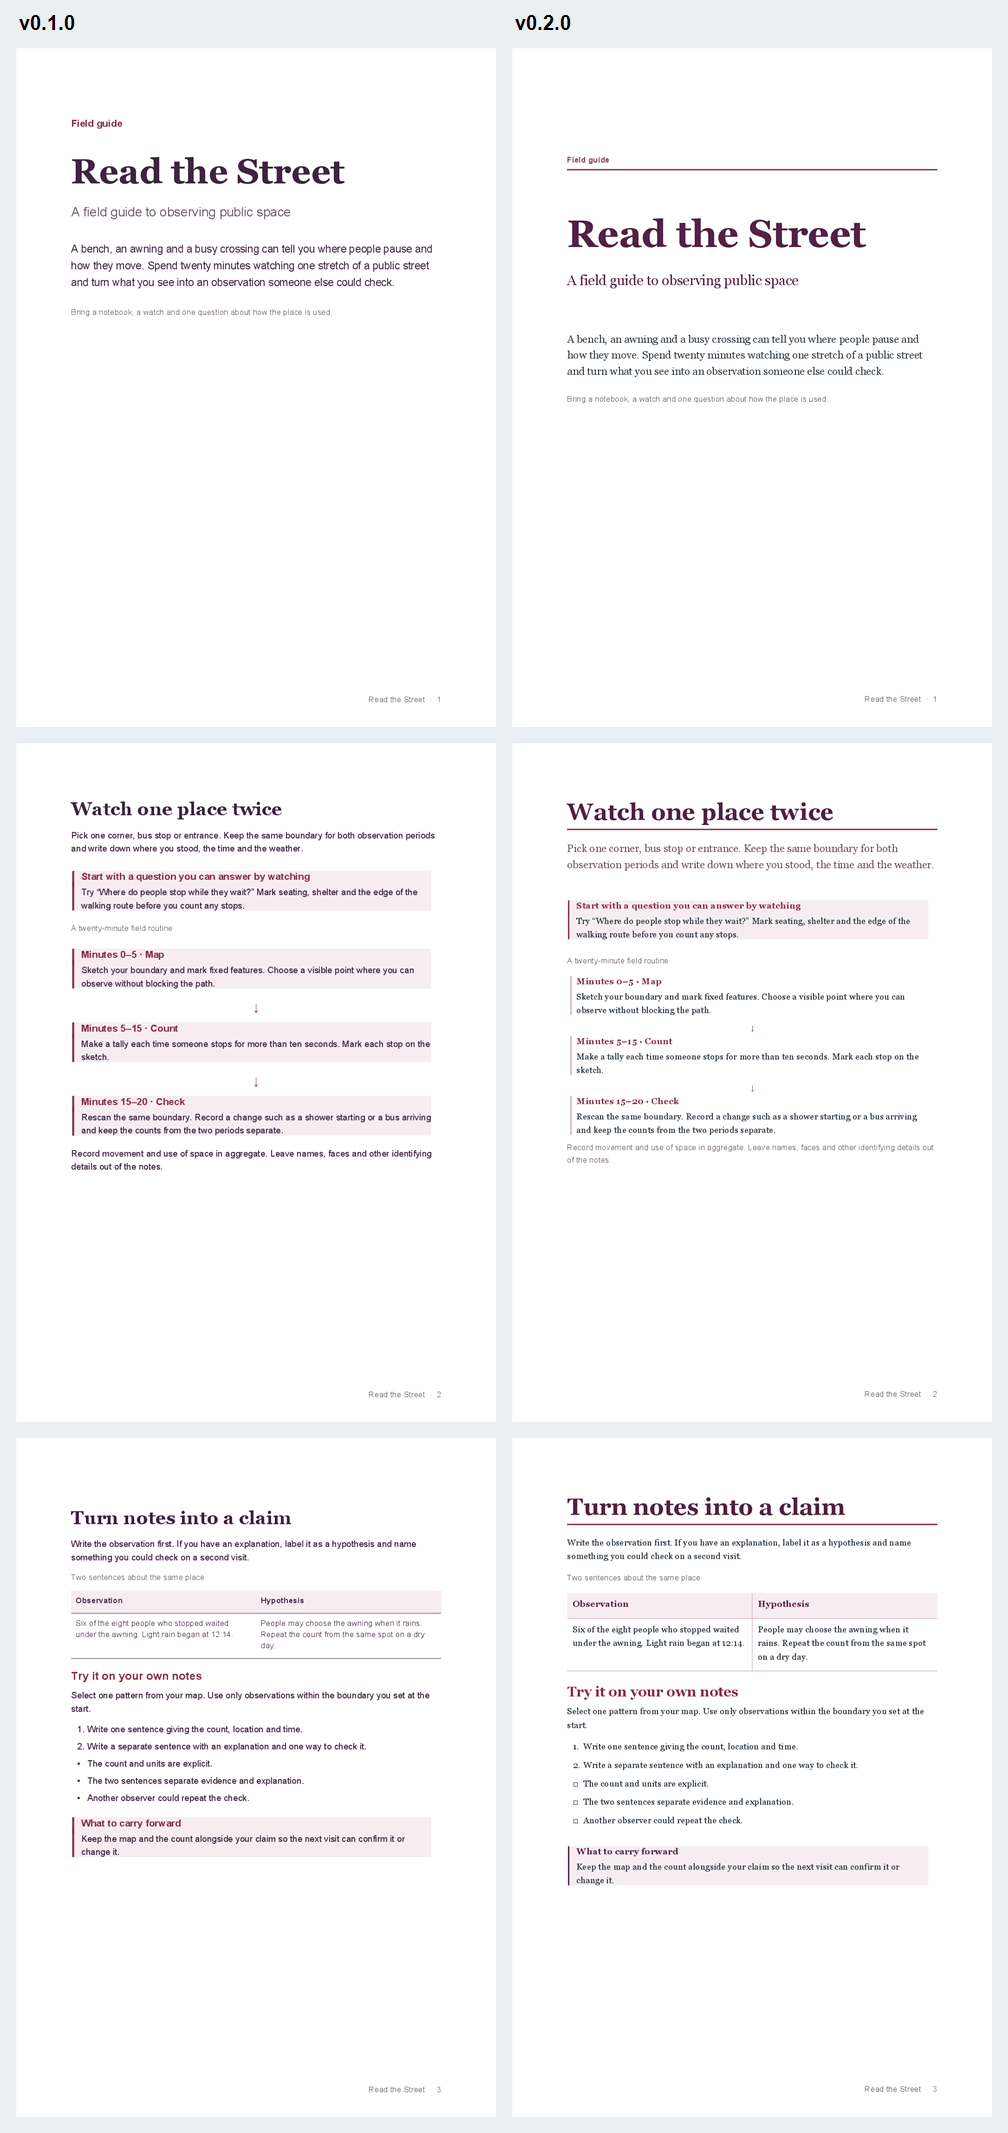 v0.1.0
Field guide
Read the Street
A field guide to observing public space
A bench, an awning and a busy crossing can tell you where people pause and
how they move. Spend twenty minutes watching one stretch of a public street
and turn what you see into an observation someone else could check.
Bring a notebook, a watch and one question about how the place is used.
Read the Street · 1
v0.2.0
Field guide
Read the Street
A field guide to observing public space
A bench, an awning and a busy crossing can tell you where people pause and
how they move. Spend twenty minutes watching one stretch of a public street
and turn what you see into an observation someone else could check.
Bring a notebook, a watch and one question about how the place is used.
Read the Street · 1
Watch one place twice
Pick one corner, bus stop or entrance. Keep the same boundary for both observation periods
and write down where you stood, the time and the weather.
Start with a question you can answer by watching
Try “Where do people stop while they wait?” Mark seating, shelter and the edge of the
walking route before you count any stops.
A twenty-minute field routine
Minutes 0–5 · Map
Sketch your boundary and mark fixed features. Choose a visible point where you can
observe without blocking the path.
↓
Minutes 5–15 · Count
Make a tally each time someone stops for more than ten seconds. Mark each stop on the
sketch.
↓
Minutes 15–20 · Check
Rescan the same boundary. Record a change such as a shower starting or a bus arriving
and keep the counts from the two periods separate.
Record movement and use of space in aggregate. Leave names, faces and other identifying
details out of the notes.
Read the Street · 2
Watch one place twice
Pick one corner, bus stop or entrance. Keep the same boundary for both
observation periods and write down where you stood, the time and the weather.
Start with a question you can answer by watching
Try “Where do people stop while they wait?” Mark seating, shelter and the edge of the
walking route before you count any stops.
A twenty-minute field routine
Minutes 0–5 · Map
Sketch your boundary and mark fixed features. Choose a visible point where you can
observe without blocking the path.
↓
Minutes 5–15 · Count
Make a tally each time someone stops for more than ten seconds. Mark each stop on the
sketch.
↓
Minutes 15–20 · Check
Rescan the same boundary. Record a change such as a shower starting or a bus arriving
and keep the counts from the two periods separate.
Record movement and use of space in aggregate. Leave names, faces and other identifying details out
of the notes.
Read the Street · 2
Turn notes into a claim
Write the observation first. If you have an explanation, label it as a hypothesis and name
something you could check on a second visit.
Two sentences about the same place
Observation
Hypothesis
Six of the eight people who stopped waited
under the awning. Light rain began at 12:14.
People may choose the awning when it rains.
Repeat the count from the same spot on a dry
day.
Try it on your own notes
Select one pattern from your map. Use only observations within the boundary you set at the
start.
1. Write one sentence giving the count, location and time.
2. Write a separate sentence with an explanation and one way to check it.
• The count and units are explicit.
• The two sentences separate evidence and explanation.
• Another observer could repeat the check.
What to carry forward
Keep the map and the count alongside your claim so the next visit can confirm it or
change it.
Read the Street · 3
Turn notes into a claim
Write the observation first. If you have an explanation, label it as a hypothesis and name
something you could check on a second visit.
Two sentences about the same place
Observation
Hypothesis
Six of the eight people who stopped waited
under the awning. Light rain began at 12:14.
People may choose the awning when it
rains. Repeat the count from the same spot
on a dry day.
Try it on your own notes
Select one pattern from your map. Use only observations within the boundary you set at the
start.
1. Write one sentence giving the count, location and time.
2. Write a separate sentence with an explanation and one way to check it.
□ The count and units are explicit.
□ The two sentences separate evidence and explanation.
□ Another observer could repeat the check.
What to carry forward
Keep the map and the count alongside your claim so the next visit can confirm it or
change it.
Read the Street · 3